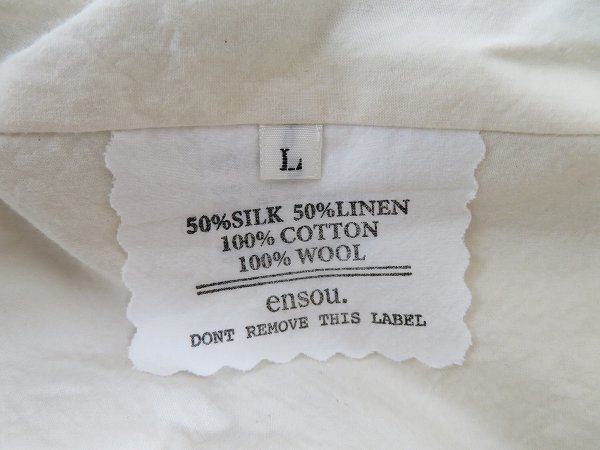 L
50%SILK 50%LINEN
100% COTTON
100% WOOL
ensou.
DONT REMOVE THIS LABEL